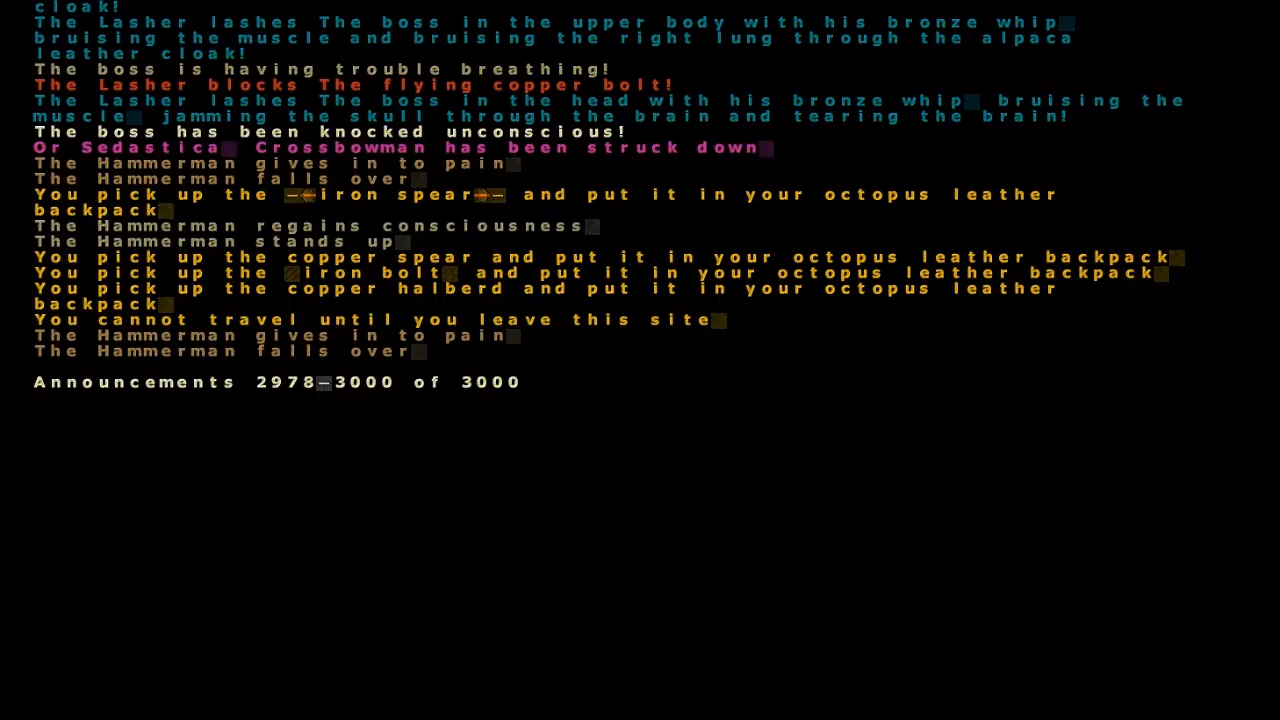 cloak!
The Lasher lashes The boss in the upper body with his bronze whip
bruising the muscle and bruising the right lung through the alpaca
leather cloak!
The boss is having trouble breathing!
The Lasher blocks The flying copper bolt!
The Lasher lashes The boss in the head with his bronze whip bruising the
muscle jamming the skull through the brain and tearing the brain!
The boss has been knocked unconscious!
Or Sedastica Crossbowman has been struck down
The Hammerman gives in to pain
The Hammerman falls over
You pick up the iron spear and put it in your octopus leather
backpack
The Hammerman regains consciousness
The Hammerman stands up
You pick up the copper spear and put it in your octopus leather backpack
You pick up the iron bolt and put it in your octopus leather backpack
You pick up the copper halberd and put it in your octopus leather
backpack
You cannot travel until you leave this site
The Hammerman gives in to pain
The Hammerman falls over
Announcements 2978-3000 of 3000